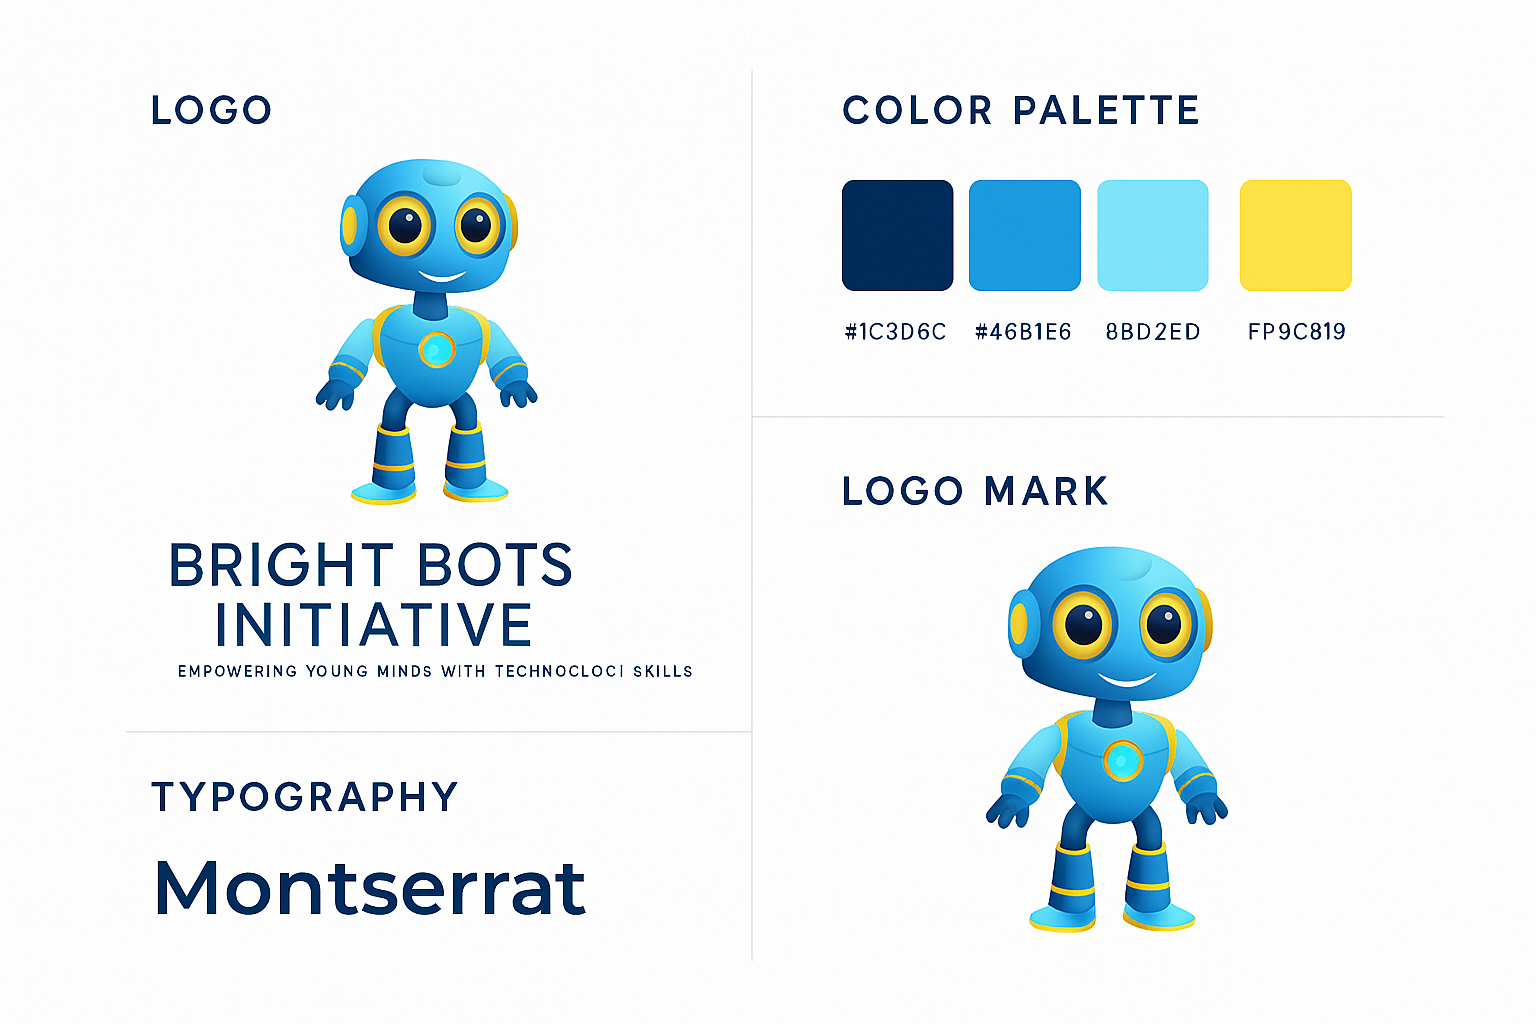 LOGO
BRIGHT BOTS
INITIATIVE
EMPOWERING YOUNG MINDS WITH TECHNOCLOCI SKILLS
TYPOGRAPHY
Montserrat
COLOR PALETTE
#1C3D6C #46B1E6 8BD2ED FP9C819
LOGO MARK